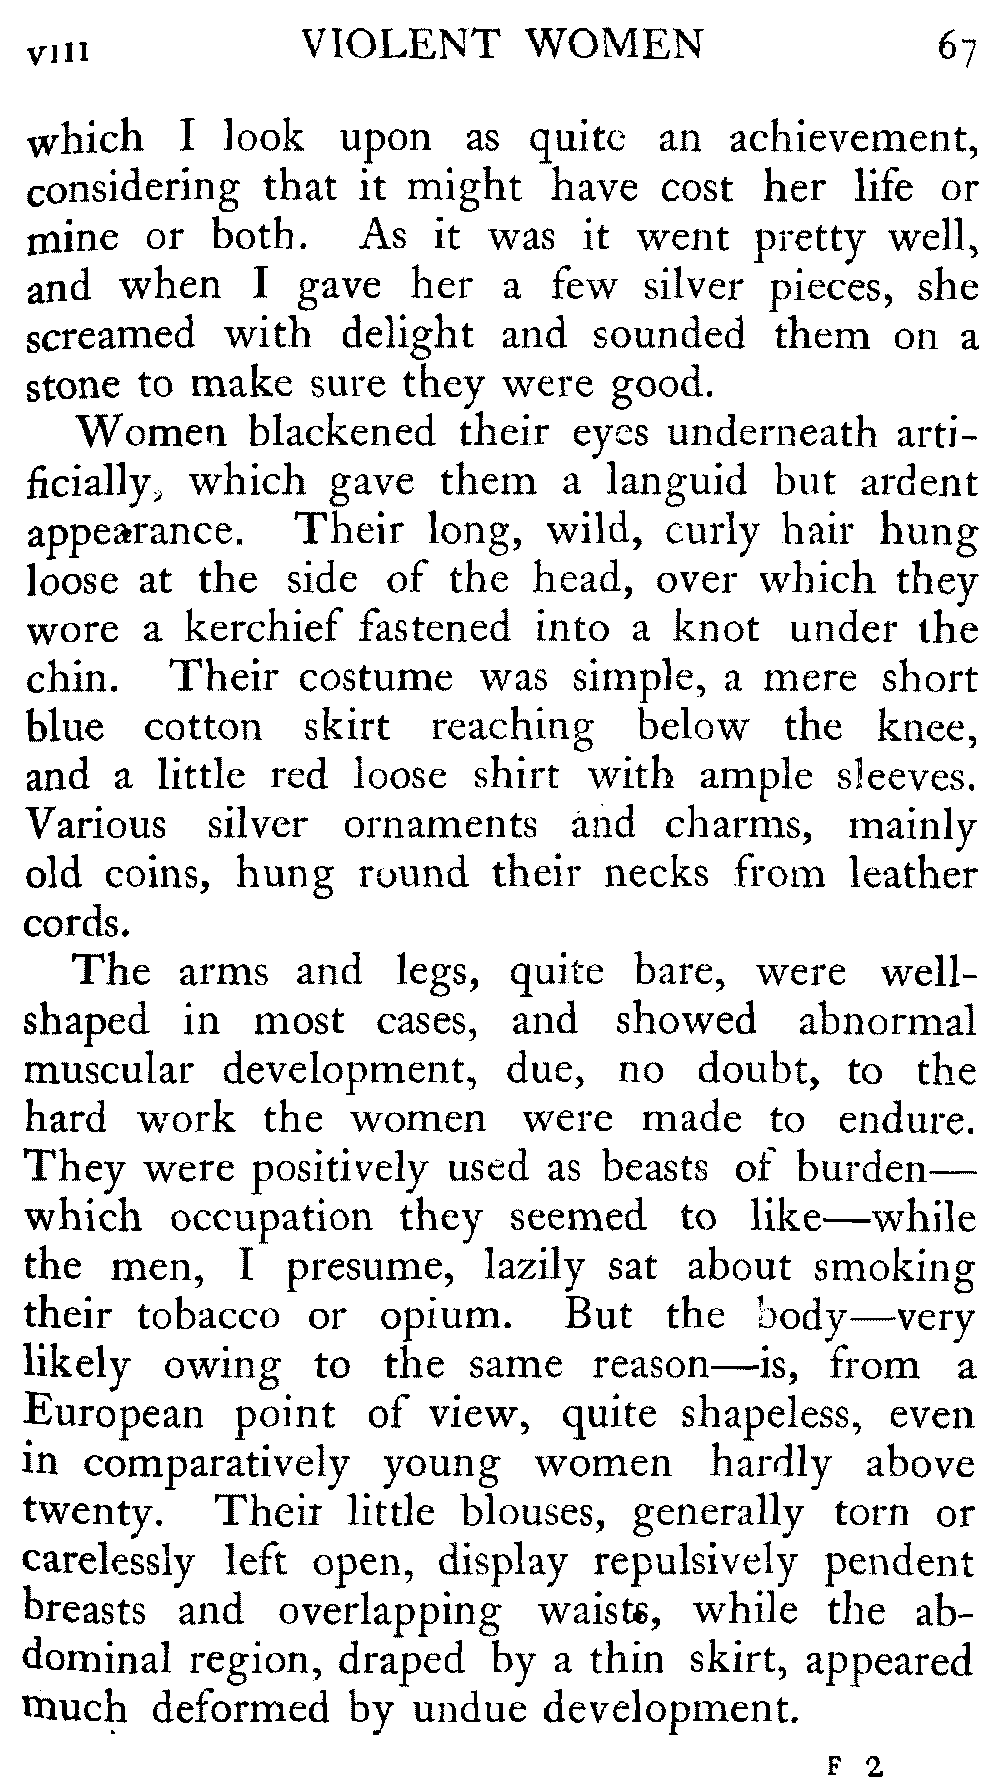 VIII VIOLENT WOMEN 67
which I look upon as quite an achievement,
considering that it might have cost her life or
mine or both. As it was it went pretty well,
and when I gave her a few silver pieces, she
screamed with delight and sounded them on a
stone to make sure they were good.
Women blackened their eyes underneath arti-
ficially, which gave them a languid but ardent
appearance. Their long, wild, curly hair hung
loose at the side of the head, over which they
wore a kerchief fastened into a knot under the
chin. Their costume was simple, a mere short
blue cotton skirt reaching below the knee,
and a little red loose shirt with ample sleeves.
Various silver ornaments and charms, mainly
old coins, hung round their necks from leather
cords.
The arms and legs, quite bare, were well-
shaped in most cases, and showed abnormal
muscular development, due, no doubt, to the
hard work the women were made to endure.
They were positively used as beasts of burden—
which occupation they seemed to like—while
the men, I presume, lazily sat about smoking
their tobacco or opium. But the body—very
likely owing to the same reason—is, from a
European point of view, quite shapeless, even
in comparatively young women hardly above
twenty. Their little blouses, generally torn or
carelessly left open, display repulsively pendent
breasts and overlapping waists, while the ab-
dominal region, draped by a thin skirt, appeared
much deformed by undue development.
F 2